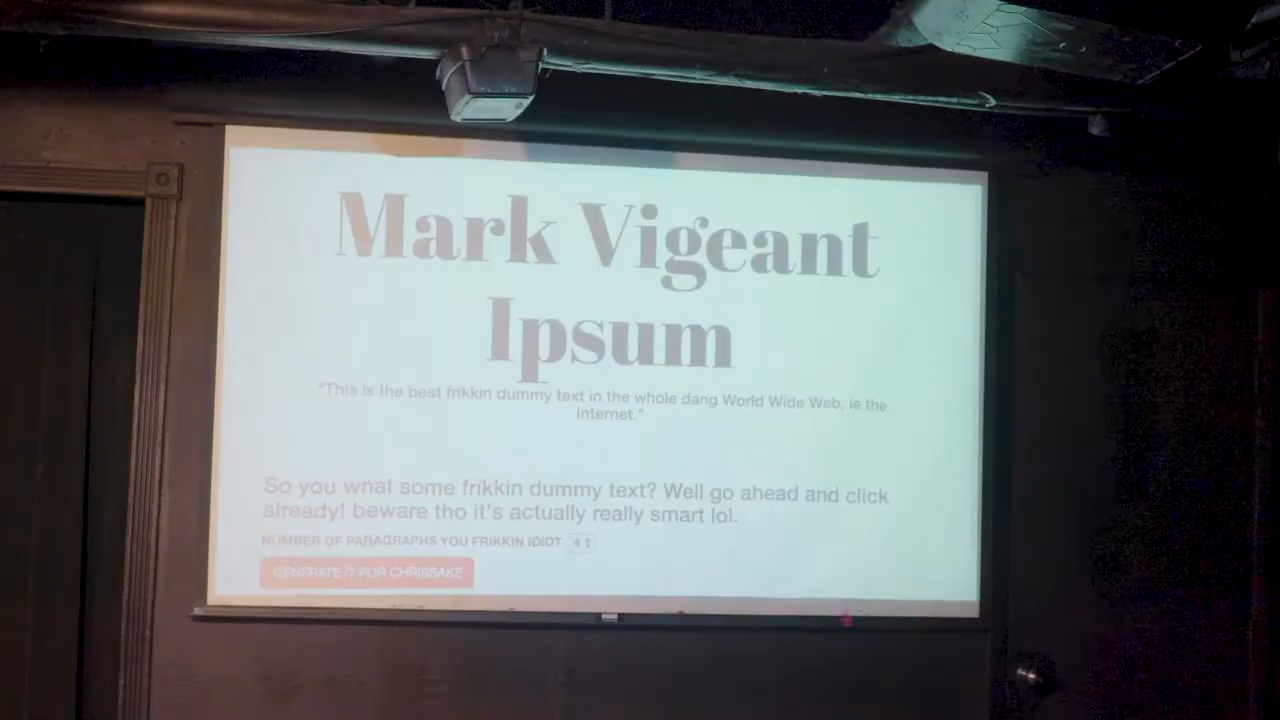 Mark Vigeant
Ipsum
"This is the best frikkin dummy text in the whole dang World Wide Web, ie the
Internet."
So you wnat some frikkin dummy text? Well go ahead and click
already! beware tho it's actually really smart lol.
NUMBER OF PARAGRAPHS YOU FRIKKIN IDIOT 4
GENERATE IT FOR CHRISSAKE